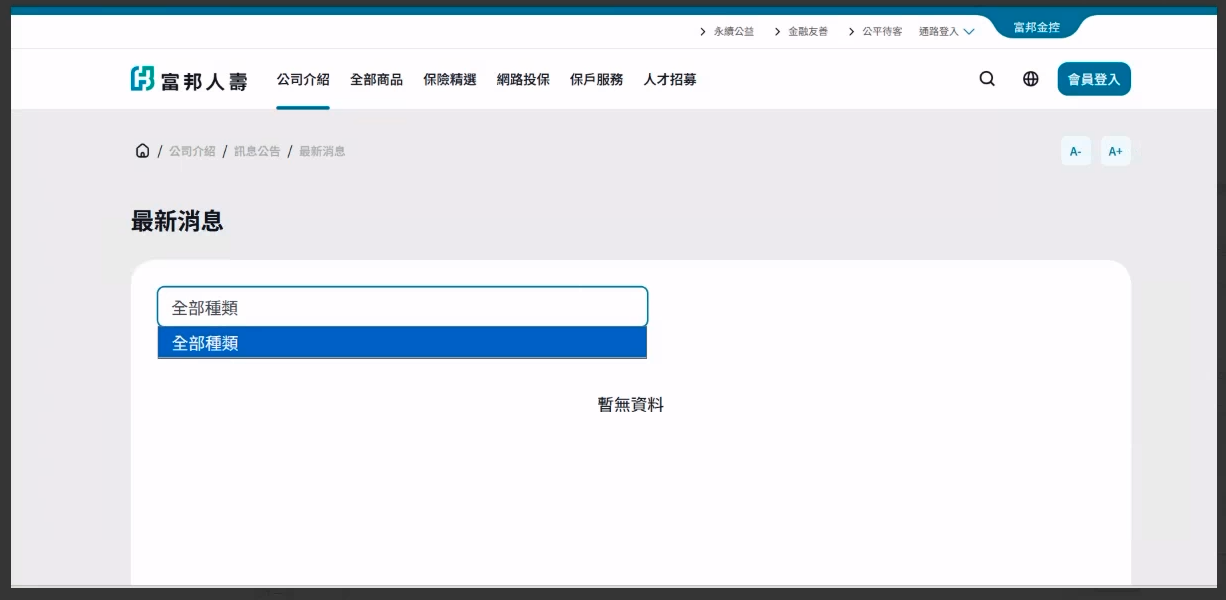 永續公益 金融友善 公平待客 通路登入 富邦金控
富邦人壽 公司介紹 全部商品 保險精選 網路投保 保戶服務 人才招募 會員登入
/ 公司介紹 / 訊息公告 / 最新消息 A- A+
最新消息
全部種類
全部種類
暫無資料